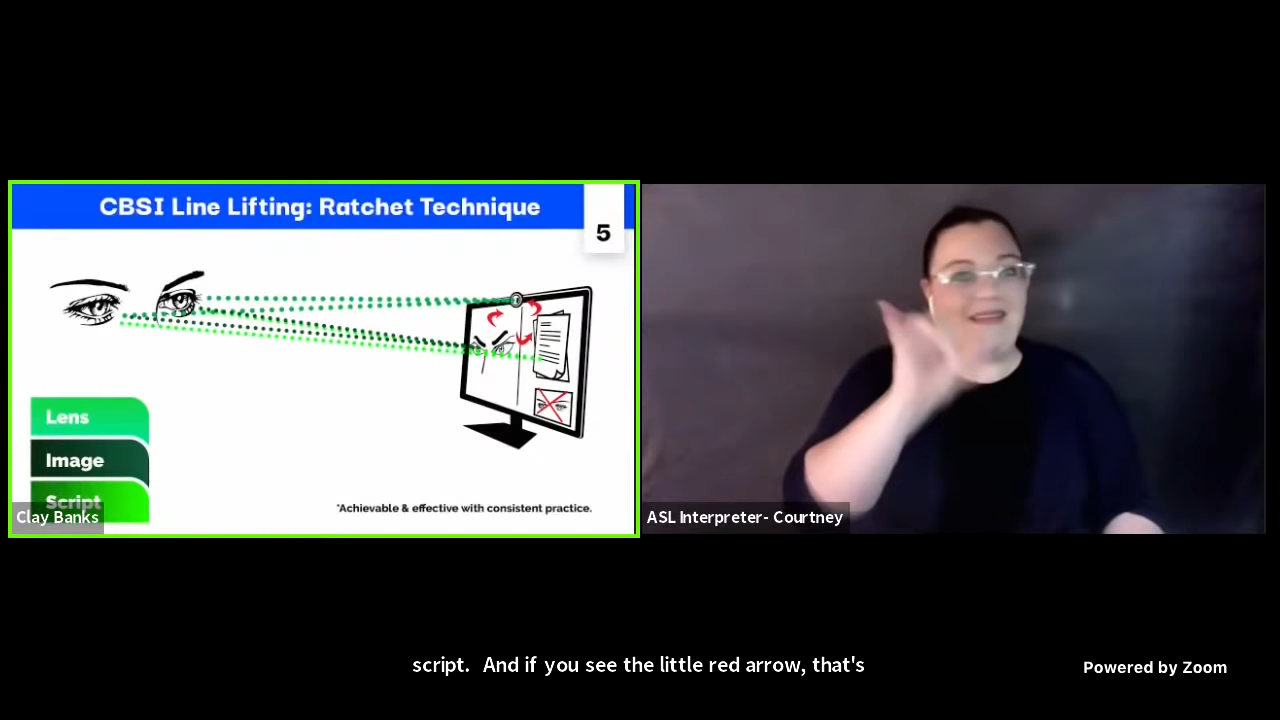 CBSI Line Lifting: Ratchet Technique
5
Lens
Image
Script
*Achievable & effective with consistent practice.
Clay Banks
ASL Interpreter- Courtney
script. And if you see the little red arrow, that's
Powered by Zoom